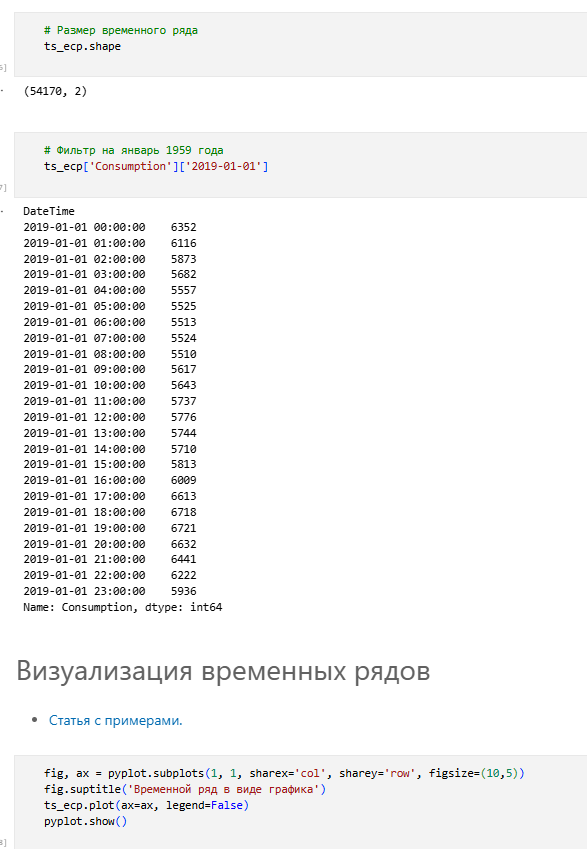 # Размер временного ряда
ts_ecp.shape
(54170, 2)
# Фильтр на январь 1959 года
ts_ecp['Consumption']['2019-01-01']
DateTime
2019-01-01 00:00:00    6352
2019-01-01 01:00:00    6116
2019-01-01 02:00:00    5873
2019-01-01 03:00:00    5682
2019-01-01 04:00:00    5557
2019-01-01 05:00:00    5525
2019-01-01 06:00:00    5513
2019-01-01 07:00:00    5524
2019-01-01 08:00:00    5510
2019-01-01 09:00:00    5617
2019-01-01 10:00:00    5643
2019-01-01 11:00:00    5737
2019-01-01 12:00:00    5776
2019-01-01 13:00:00    5744
2019-01-01 14:00:00    5710
2019-01-01 15:00:00    5813
2019-01-01 16:00:00    6009
2019-01-01 17:00:00    6613
2019-01-01 18:00:00    6718
2019-01-01 19:00:00    6721
2019-01-01 20:00:00    6632
2019-01-01 21:00:00    6441
2019-01-01 22:00:00    6222
2019-01-01 23:00:00    5936
Name: Consumption, dtype: int64
Визуализация временных рядов
• Статья с примерами.
fig, ax = pyplot.subplots(1, 1, sharex='col', sharey='row', figsize=(10,5))
fig.suptitle('Временной ряд в виде графика')
ts_ecp.plot(ax=ax, legend=False)
pyplot.show()